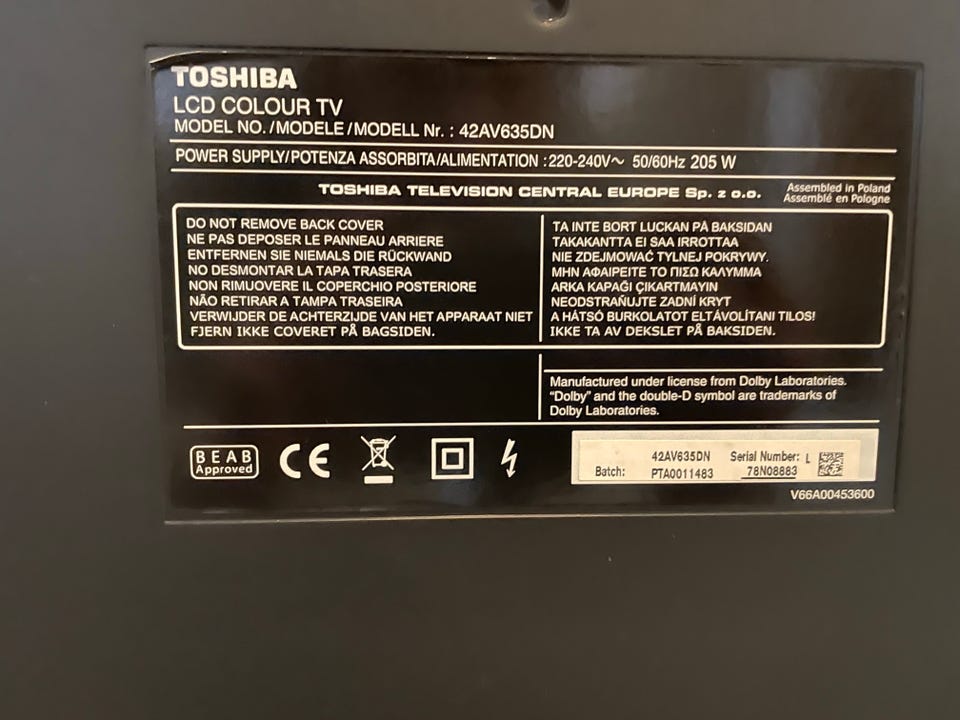 TOSHIBA
LCD COLOUR TV
MODEL NO./MODELE/MODELL Nr. : 42AV635DN
POWER SUPPLY/POTENZA ASSORBITA/ALIMENTATION : 220-240V~ 50/60Hz 205 W
TOSHIBA TELEVISION CENTRAL EUROPE Sp. z o.o.
Assembled in Poland
Assemblé en Pologne
DO NOT REMOVE BACK COVER
NE PAS DEPOSER LE PANNEAU ARRIERE
ENTFERNEN SIE NIEMALS DIE RÜCKWAND
NO DESMONTAR LA TAPA TRASERA
NON RIMUOVERE IL COPERCHIO POSTERIORE
NÃO RETIRAR A TAMPA TRASEIRA
VERWIJDER DE ACHTERZIJDE VAN HET APPARAAT NIET
FJERN IKKE COVERET PÅ BAGSIDEN.
TA INTE BORT LUCKAN PÅ BAKSIDAN
TAKAKANTTA EI SAA IRROTTAA
NIE ZDEJMOWAĆ TYLNEJ POKRYWY.
ΜΗΝ ΑΦΑΙΡΕΙΤΕ ΤΟ ΠΙΣΩ ΚΑΛΥΜΜΑ
ARKA KAPAĞI ÇIKARTMAYIN
NEODSTRAŇUJTE ZADNÍ KRYT
A HÁTSÓ BURKOLATOT ELTÁVOLÍTANI TILOS!
IKKE TA AV DEKSLET PÅ BAKSIDEN.
Manufactured under license from Dolby Laboratories.
"Dolby" and the double-D symbol are trademarks of
Dolby Laboratories.
BEAB
Approved
CE
42AV635DN Serial Number: L
Batch: PTA0011483 78N08883
V66A00453600